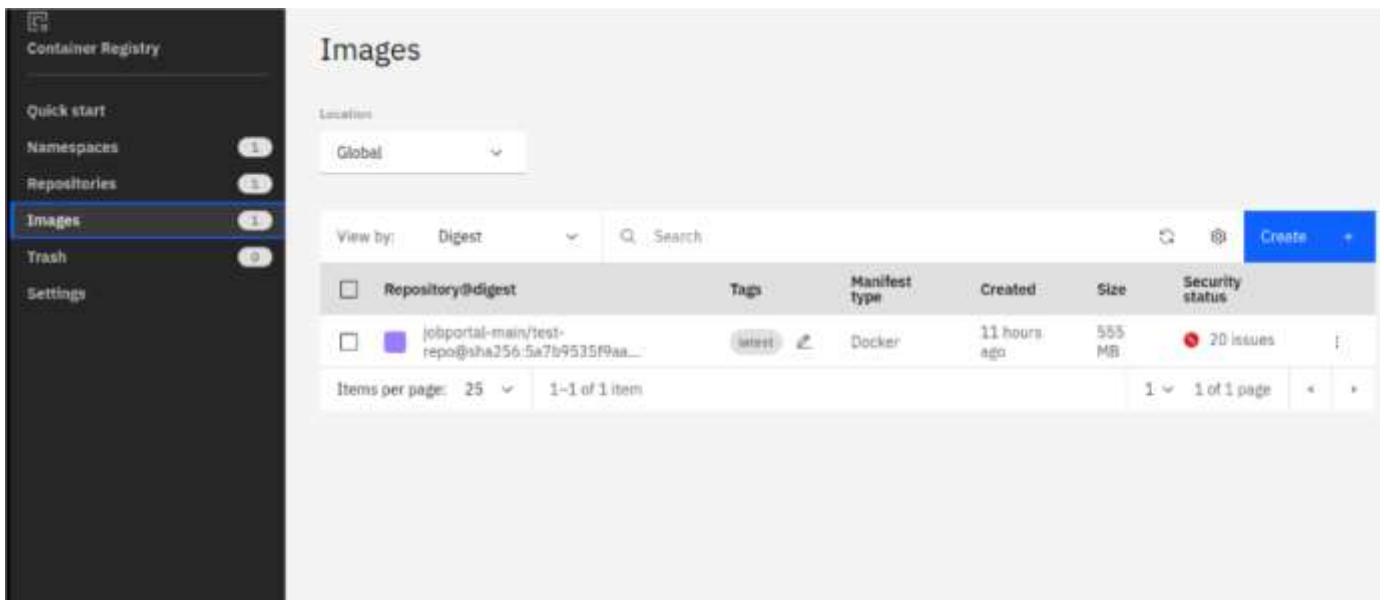 Container Registry
Quick start
Namespaces 1
Repositories 1
Images 1
Trash 0
Settings
Images
Location
Global
View by: Digest Search Create +
Repository@digest Tags Manifest type Created Size Security status
jobportal-main/test-
repo@sha256:5a7b9535f9aa... latest Docker 11 hours ago 555 MB 20 issues
Items per page: 25 1–1 of 1 item 1 1 of 1 page